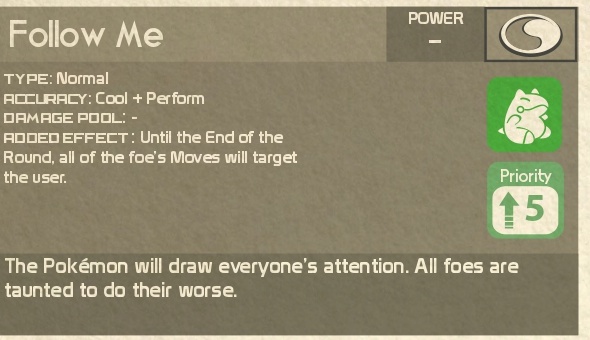 Follow Me
POWER
–
TYPE: Normal
ACCURACY: Cool + Perform
DAMAGE POOL: -
ADDED EFFECT: Until the End of the
Round, all of the foe's Moves will target
the user.
Priority
5
The Pokémon will draw everyone's attention. All foes are
taunted to do their worse.